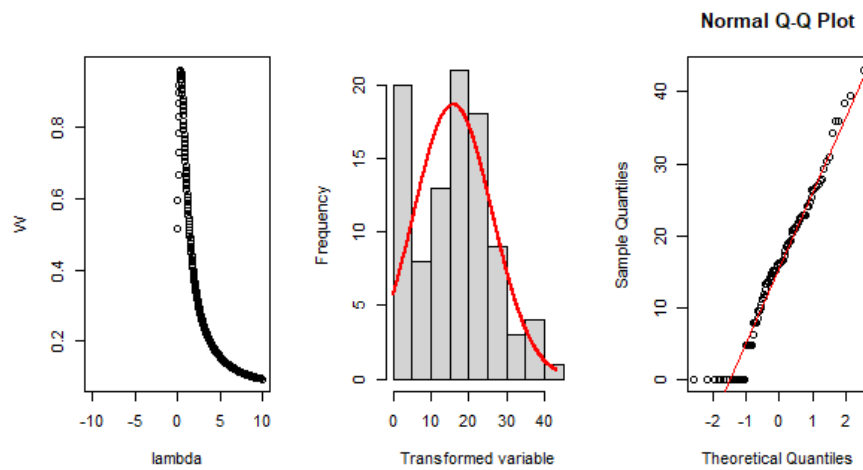 Normal Q-Q Plot
W
0.2 0.4 0.6 0.8
-10 -5 0 5 10
lambda
Frequency
0 5 10 15 20
0 10 20 30 40
Transformed variable
Sample Quantiles
0 10 20 30 40
-2 -1 0 1 2
Theoretical Quantiles